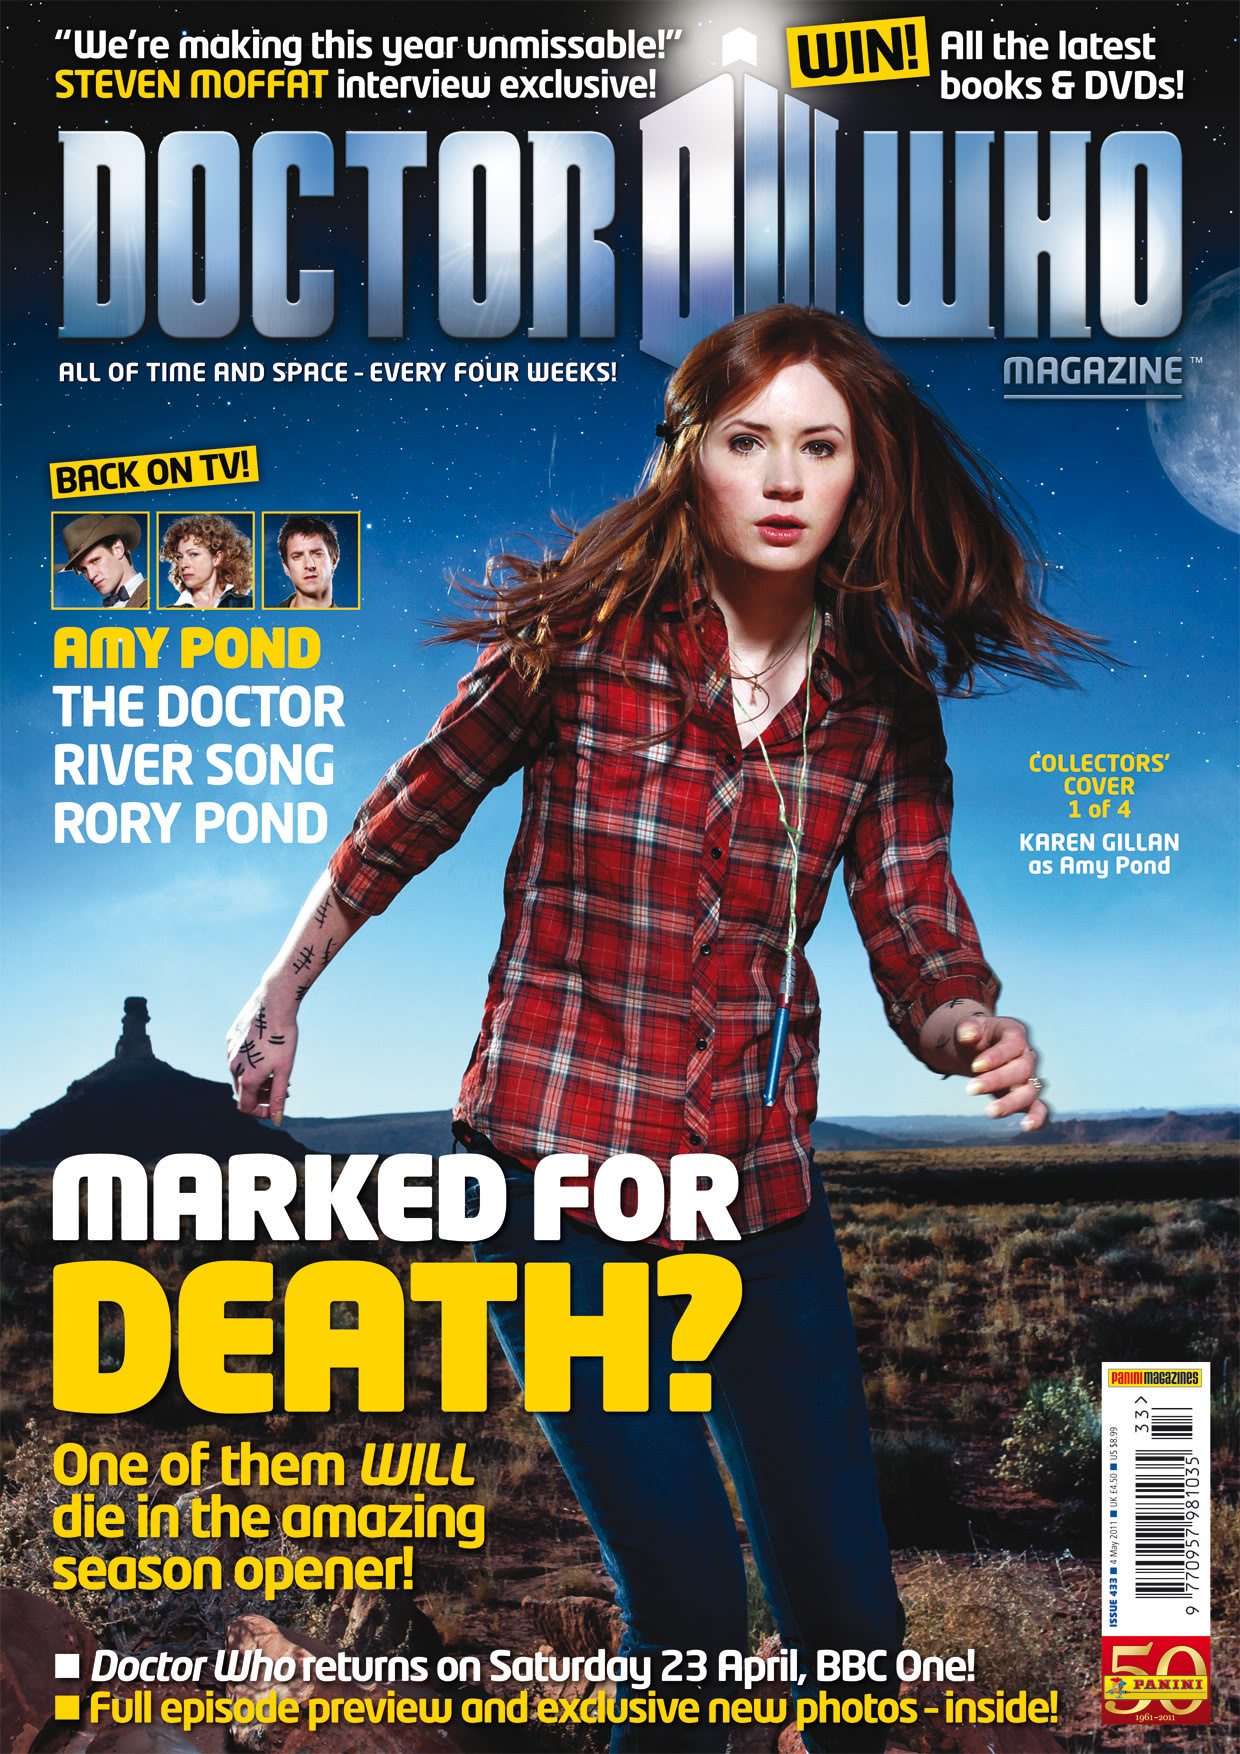 “We’re making this year unmissable!”
STEVEN MOFFAT interview exclusive!
WIN!
All the latest
books & DVDs!
DOCTOR DW WHO
ALL OF TIME AND SPACE - EVERY FOUR WEEKS!
MAGAZINE™
BACK ON TV!
AMY POND
THE DOCTOR
RIVER SONG
RORY POND
COLLECTORS’
COVER
1 of 4
KAREN GILLAN
as Amy Pond
MARKED FOR
DEATH?
One of them WILL
die in the amazing
season opener!
■ Doctor Who returns on Saturday 23 April, BBC One!
■ Full episode preview and exclusive new photos - inside!
PANINI MAGAZINES
ISSUE 433 ■ 4 May 2011 ■ UK £4.50 ■ US $8.99
33>
9 770957 981035
50
PANINI
1961-2011